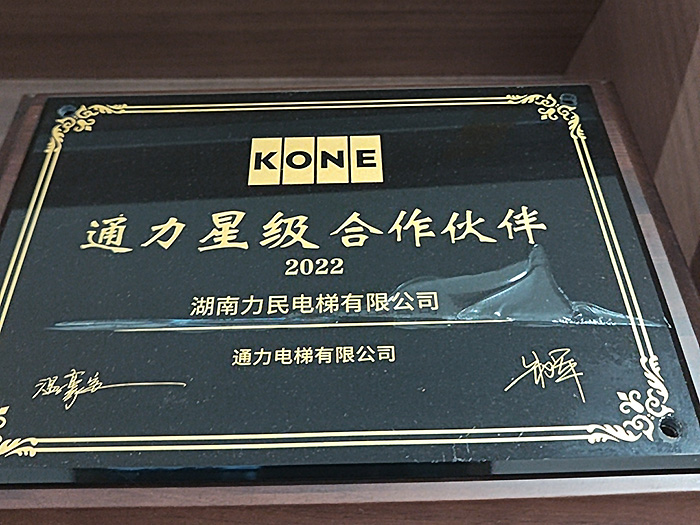 KONE
通力星级合作伙伴
2022
湖南力民电梯有限公司
通力电梯有限公司